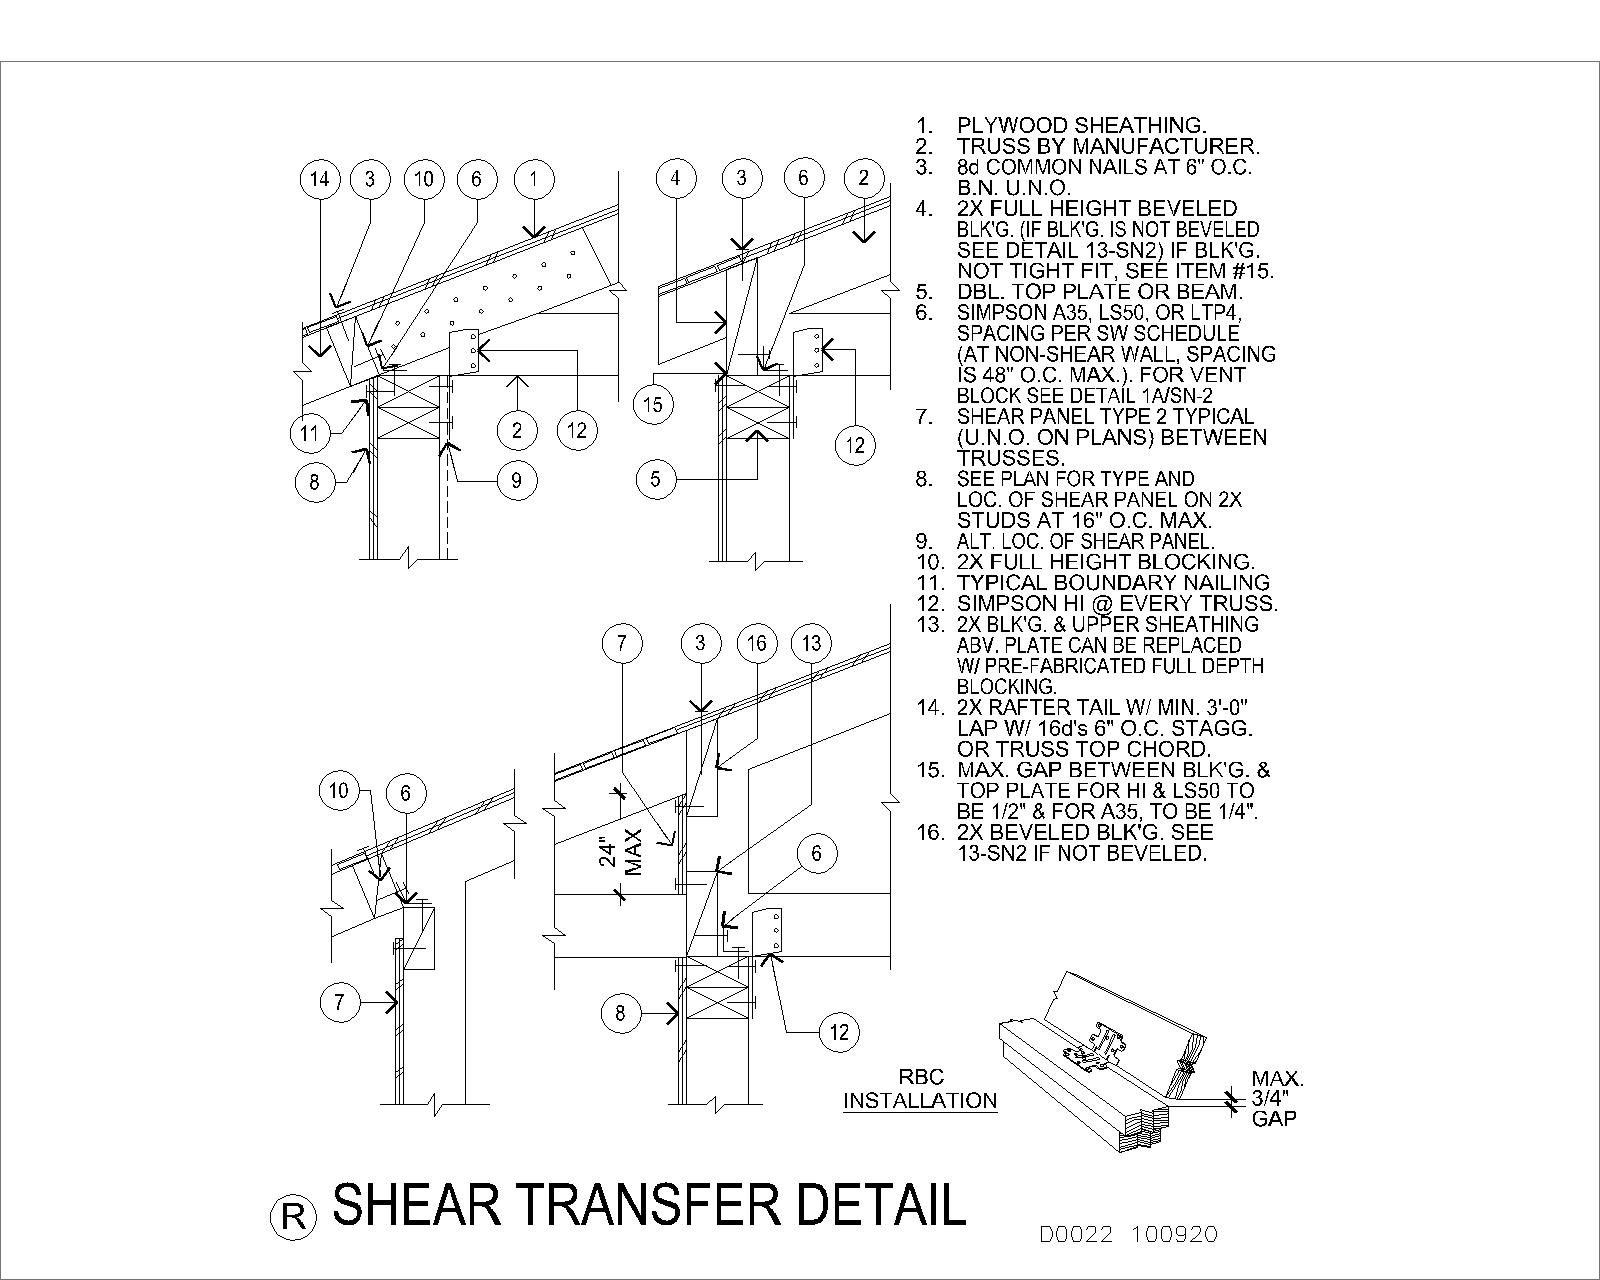 14 3 10 6 1
4 3 6 2
1. PLYWOOD SHEATHING.
2. TRUSS BY MANUFACTURER.
3. 8d COMMON NAILS AT 6" O.C.
B.N. U.N.O.
4. 2X FULL HEIGHT BEVELED
BLK'G. (IF BLK'G. IS NOT BEVELED
SEE DETAIL 13-SN2) IF BLK'G.
NOT TIGHT FIT, SEE ITEM #15.
5. DBL. TOP PLATE OR BEAM.
6. SIMPSON A35, LS50, OR LTP4,
SPACING PER SW SCHEDULE
(AT NON-SHEAR WALL, SPACING
IS 48" O.C. MAX.). FOR VENT
BLOCK SEE DETAIL 1A/SN-2
7. SHEAR PANEL TYPE 2 TYPICAL
(U.N.O. ON PLANS) BETWEEN
TRUSSES.
8. SEE PLAN FOR TYPE AND
LOC. OF SHEAR PANEL ON 2X
STUDS AT 16" O.C. MAX.
9. ALT. LOC. OF SHEAR PANEL.
10. 2X FULL HEIGHT BLOCKING.
11. TYPICAL BOUNDARY NAILING
12. SIMPSON HI @ EVERY TRUSS.
13. 2X BLK'G. & UPPER SHEATHING
ABV. PLATE CAN BE REPLACED
W/ PRE-FABRICATED FULL DEPTH
BLOCKING.
14. 2X RAFTER TAIL W/ MIN. 3'-0"
LAP W/ 16d's 6" O.C. STAGG.
OR TRUSS TOP CHORD.
15. MAX. GAP BETWEEN BLK'G. &
TOP PLATE FOR HI & LS50 TO
BE 1/2" & FOR A35, TO BE 1/4".
16. 2X BEVELED BLK'G. SEE
13-SN2 IF NOT BEVELED.
11 2 12
8 9
15
12
5
7 3 16 13
10 6
24"
MAX
6
7
8
12
RBC
INSTALLATION
MAX.
3/4"
GAP
R SHEAR TRANSFER DETAIL
D0022 100920